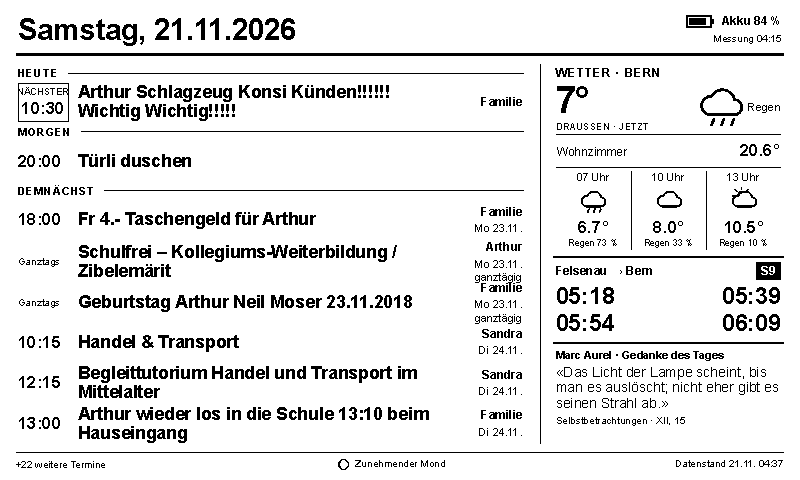 Samstag, 21.11.2026
Akku 84 %
Messung 04:15
HEUTE
NÄCHSTER
10:30
Arthur Schlagzeug Konsi Künden!!!!!!
Wichtig Wichtig!!!!!
Familie
MORGEN
20:00 Türli duschen
DEMNÄCHST
18:00 Fr 4.- Taschengeld für Arthur
Familie
Mo 23.11.
Ganztags
Schulfrei – Kollegiums-Weiterbildung /
Zibelemärit
Arthur
Mo 23.11.
ganztägig
Ganztags
Geburtstag Arthur Neil Moser 23.11.2018
Familie
Mo 23.11.
ganztägig
10:15 Handel & Transport
Sandra
Di 24.11.
12:15
Begleittutorium Handel und Transport im
Mittelalter
Sandra
Di 24.11.
13:00
Arthur wieder los in die Schule 13:10 beim
Hauseingang
Familie
Di 24.11.
WETTER · BERN
7°
Regen
DRAUSSEN · JETZT
Wohnzimmer 20.6°
07 Uhr 10 Uhr 13 Uhr
6.7° 8.0° 10.5°
Regen 73 % Regen 33 % Regen 10 %
Felsenau › Bern S9
05:18 05:39
05:54 06:09
Marc Aurel · Gedanke des Tages
«Das Licht der Lampe scheint, bis
man es auslöscht; nicht eher gibt es
seinen Strahl ab.»
Selbstbetrachtungen · XII, 15
+22 weitere Termine
Zunehmender Mond
Datenstand 21.11. 04:37